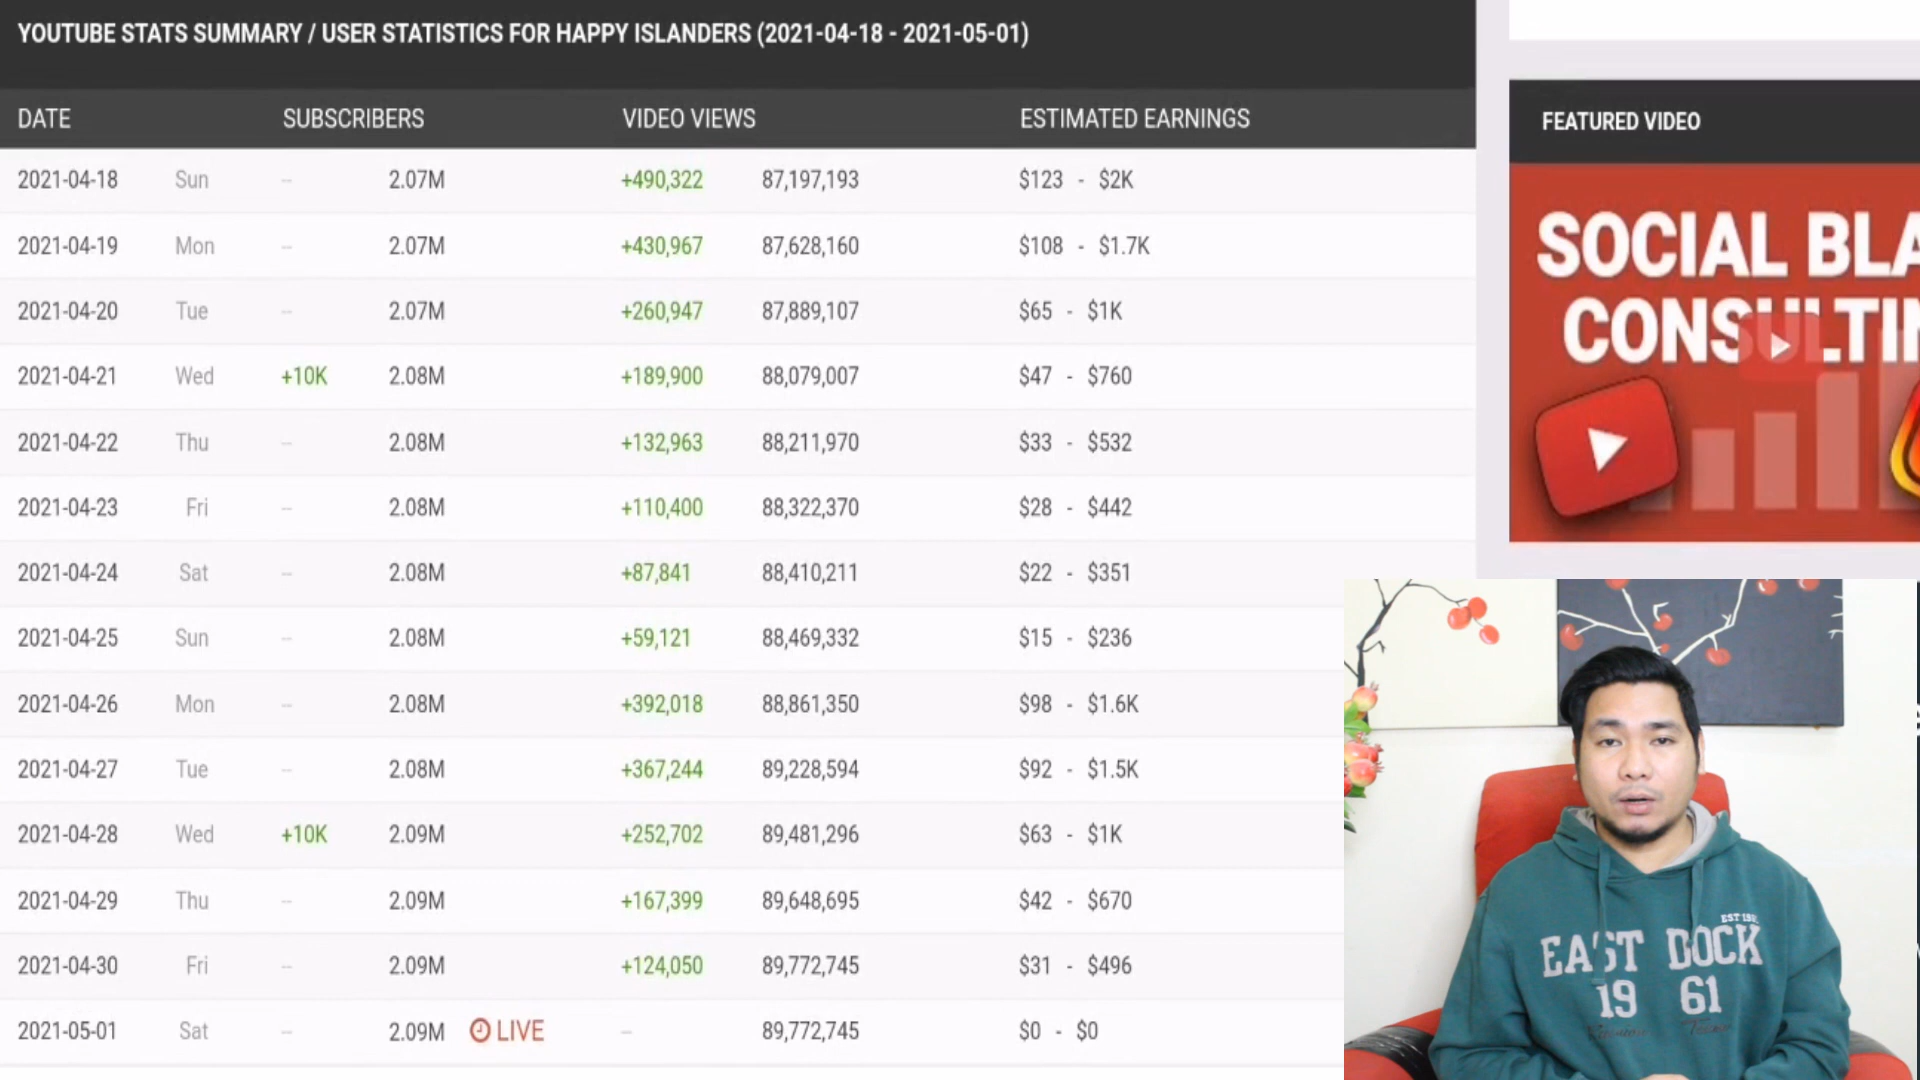 YOUTUBE STATS SUMMARY / USER STATISTICS FOR HAPPY ISLANDERS (2021-04-18 - 2021-05-01)
DATE SUBSCRIBERS VIDEO VIEWS ESTIMATED EARNINGS
2021-04-18 Sun -- 2.07M +490,322 87,197,193 $123 - $2K
2021-04-19 Mon -- 2.07M +430,967 87,628,160 $108 - $1.7K
2021-04-20 Tue -- 2.07M +260,947 87,889,107 $65 - $1K
2021-04-21 Wed +10K 2.08M +189,900 88,079,007 $47 - $760
2021-04-22 Thu -- 2.08M +132,963 88,211,970 $33 - $532
2021-04-23 Fri -- 2.08M +110,400 88,322,370 $28 - $442
2021-04-24 Sat -- 2.08M +87,841 88,410,211 $22 - $351
2021-04-25 Sun -- 2.08M +59,121 88,469,332 $15 - $236
2021-04-26 Mon -- 2.08M +392,018 88,861,350 $98 - $1.6K
2021-04-27 Tue -- 2.08M +367,244 89,228,594 $92 - $1.5K
2021-04-28 Wed +10K 2.09M +252,702 89,481,296 $63 - $1K
2021-04-29 Thu -- 2.09M +167,399 89,648,695 $42 - $670
2021-04-30 Fri -- 2.09M +124,050 89,772,745 $31 - $496
2021-05-01 Sat -- 2.09M LIVE -- 89,772,745 $0 - $0
FEATURED VIDEO
SOCIAL BLA
CONSULTIN
EAST DOCK
19 61